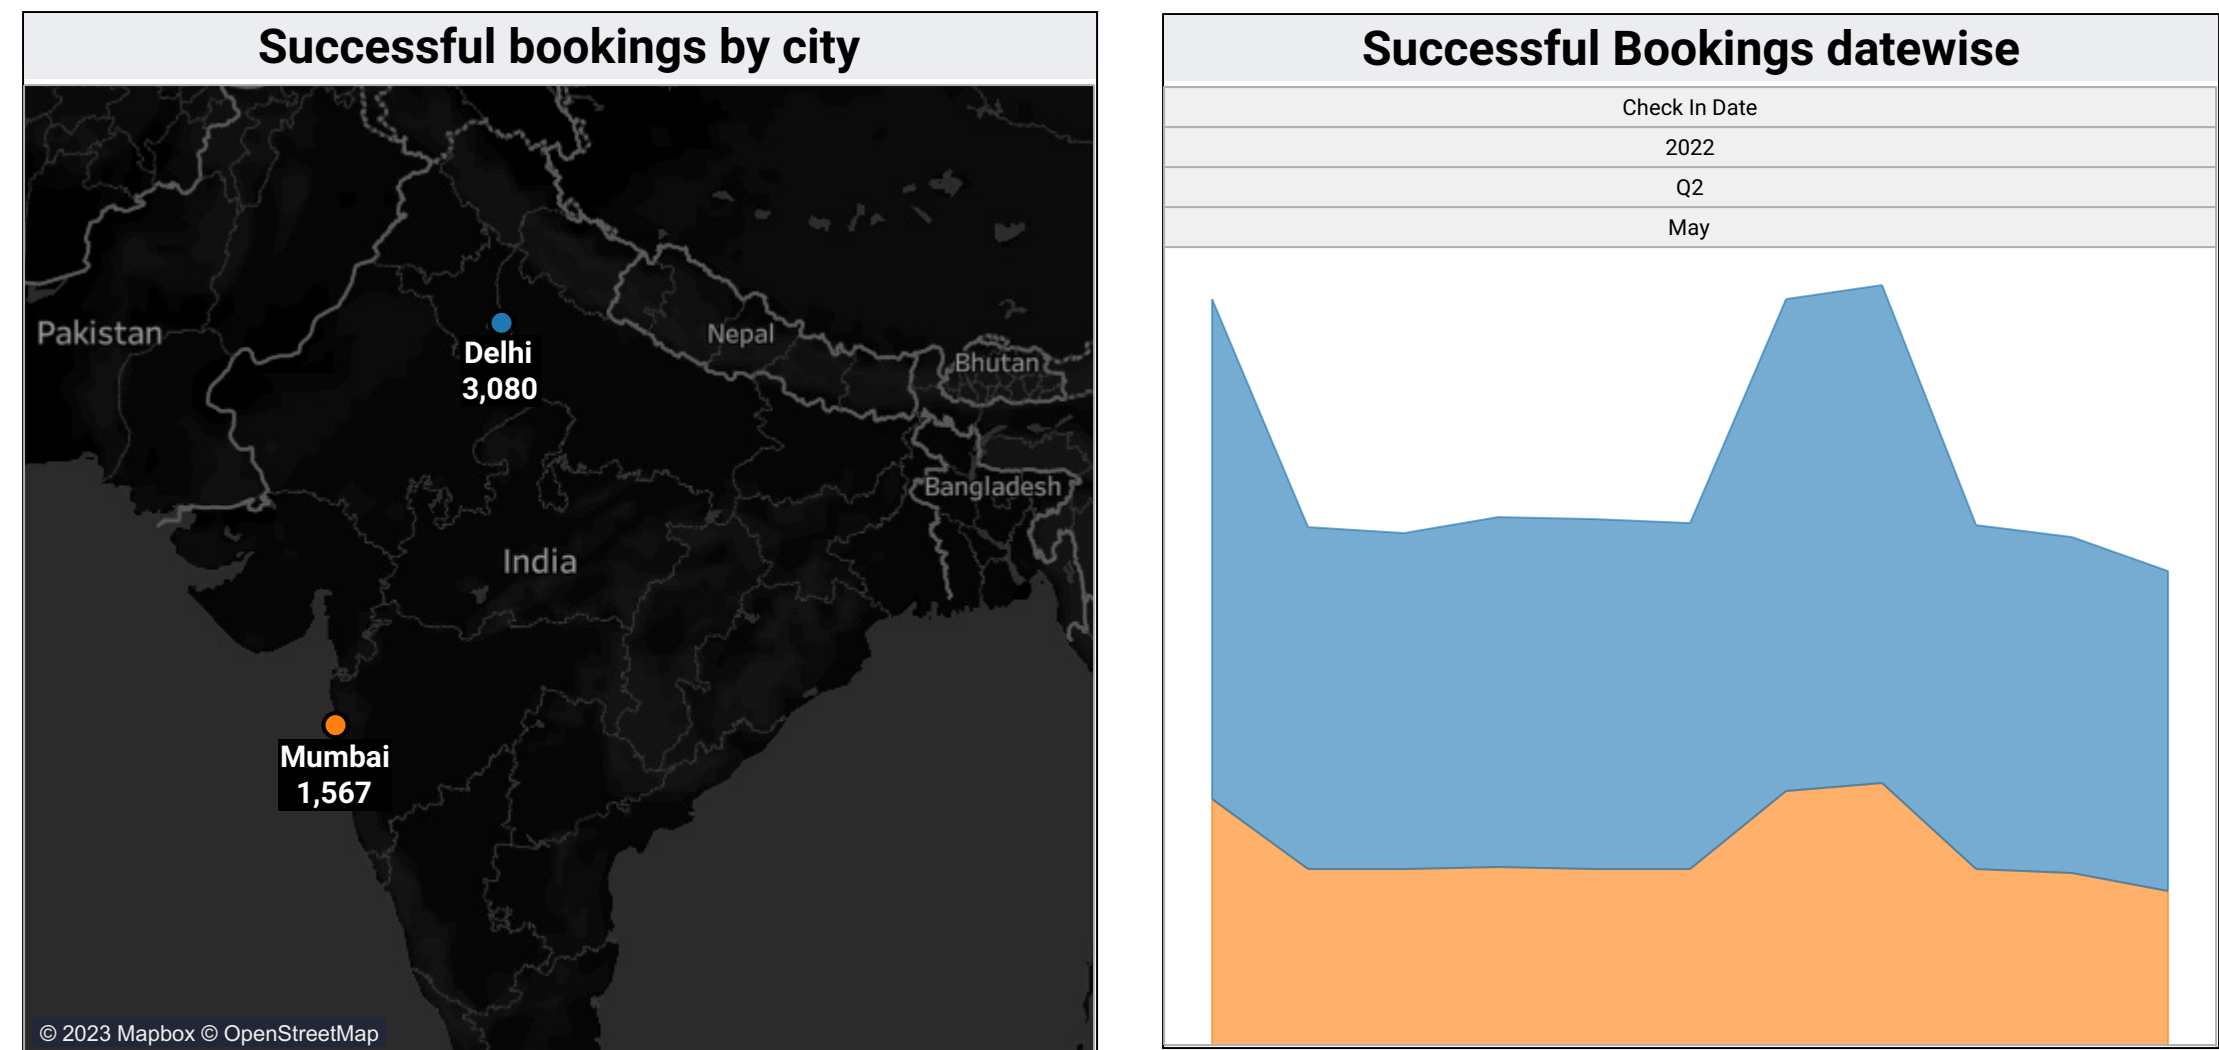 Successful bookings by city
Pakistan
Delhi
3,080
Nepal
Bhutan
Bangladesh
India
Mumbai
1,567
© 2023 Mapbox © OpenStreetMap
Successful Bookings datewise
Check In Date
2022
Q2
May